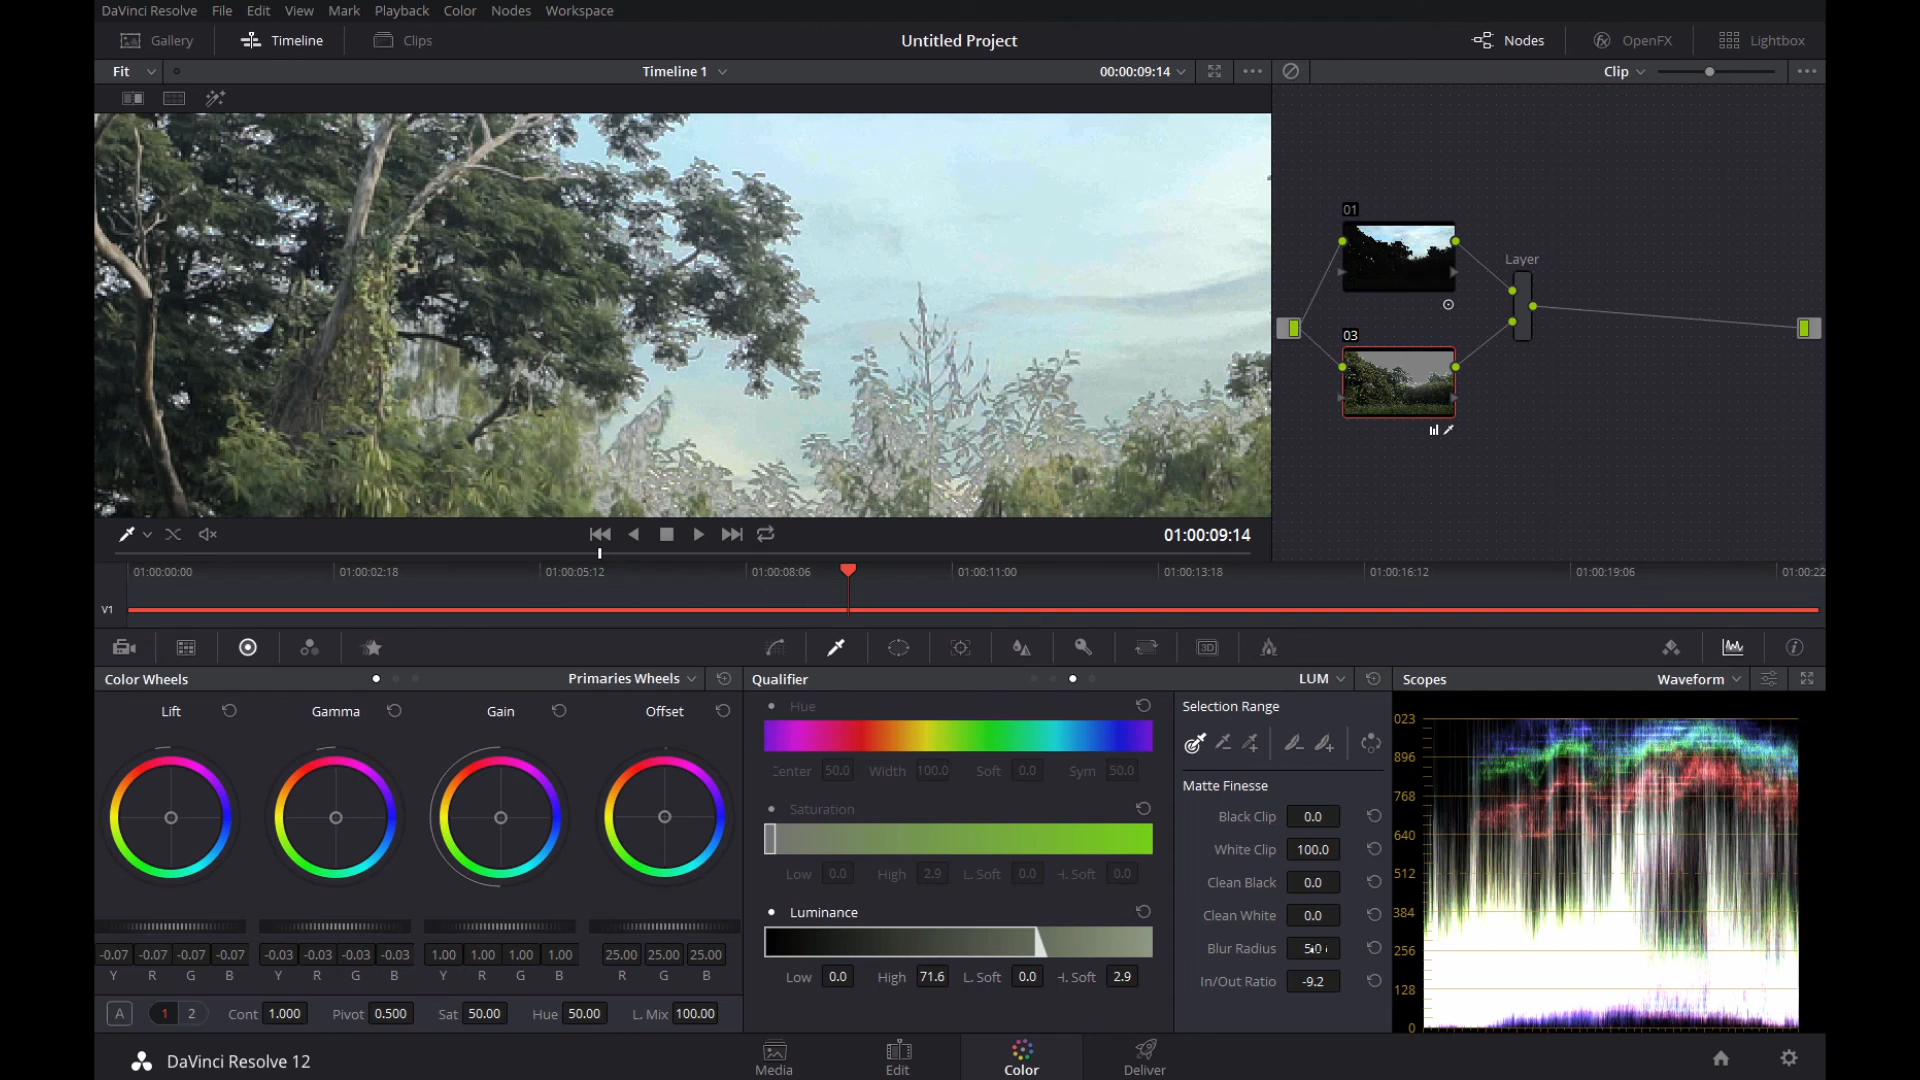 DaVinci Resolve File Edit View Mark Playback Color Nodes Workspace
Gallery Timeline Clips Untitled Project Nodes OpenFX Lightbox
Fit Timeline 1 00:00:09:14 Clip
01
Layer
03
01:00:09:14
01:00:00:00 01:00:02:18 01:00:05:12 01:00:08:06 01:00:11:00 01:00:13:18 01:00:16:12 01:00:19:06 01:00:22
V1
3D
Color Wheels Primaries Wheels Qualifier LUM Scopes Waveform
Lift Gamma Gain Offset
Hue
Center 50.0 Width 100.0 Soft 0.0 Sym 50.0
Saturation
Low 0.0 High 2.9 L. Soft 0.0 H. Soft 0.0
Luminance
Low 0.0 High 71.6 L. Soft 0.0 H. Soft 2.9
Selection Range
Matte Finesse
Black Clip 0.0
White Clip 100.0
Clean Black 0.0
Clean White 0.0
Blur Radius
In/Out Ratio -9.2
023
896
768
640
512
384
256
128
0
-0.07 -0.07 -0.07 -0.07 -0.03 -0.03 -0.03 -0.03 1.00 1.00 1.00 1.00 25.00 25.00 25.00
Y R G B Y R G B Y R G B R G B
A 1 2 Cont 1.000 Pivot 0.500 Sat 50.00 Hue 50.00 L. Mix 100.00
DaVinci Resolve 12 Media Edit Color Deliver